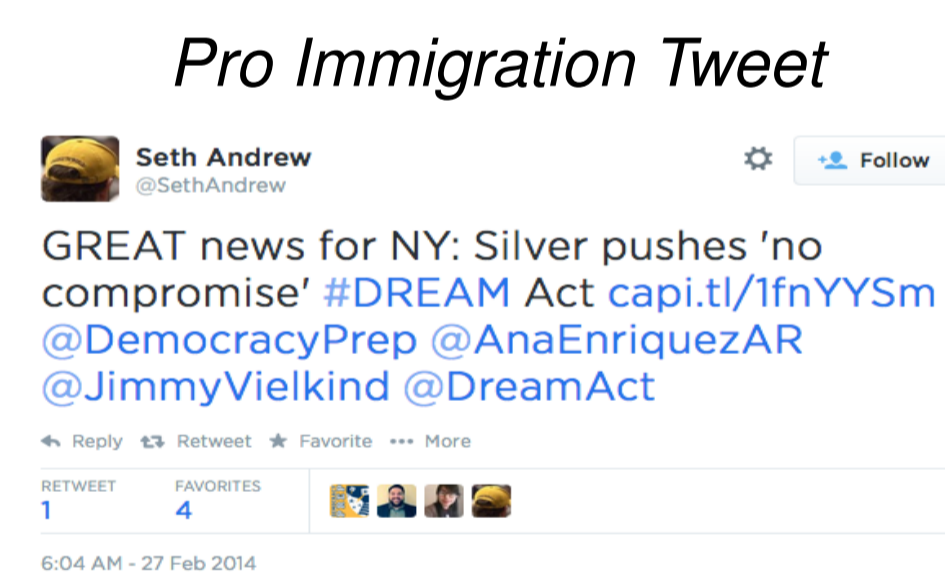 Pro Immigration Tweet
Seth Andrew
@SethAndrew
Follow
GREAT news for NY: Silver pushes 'no
compromise' #DREAM Act capi.tl/1fnYYSm
@DemocracyPrep @AnaEnriquezAR
@JimmyVielkind @DreamAct
Reply Retweet Favorite More
RETWEET FAVORITES
1 4
6:04 AM - 27 Feb 2014